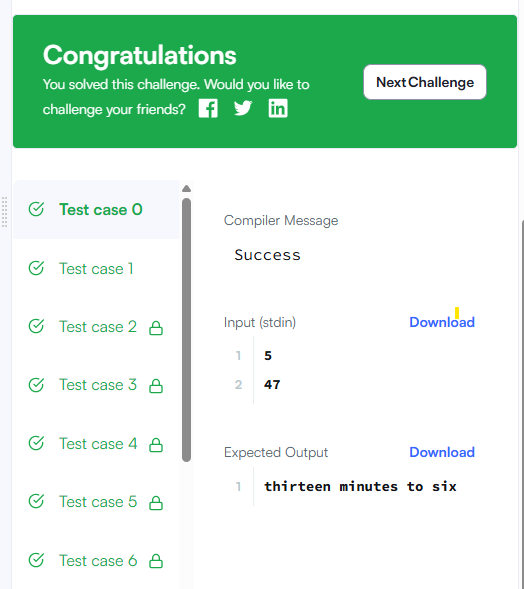 Congratulations
You solved this challenge. Would you like to
challenge your friends?
Next Challenge
Test case 0
Test case 1
Test case 2
Test case 3
Test case 4
Test case 5
Test case 6
Compiler Message
Success
Input (stdin)
Download
1 5
2 47
Expected Output
Download
1 thirteen minutes to six